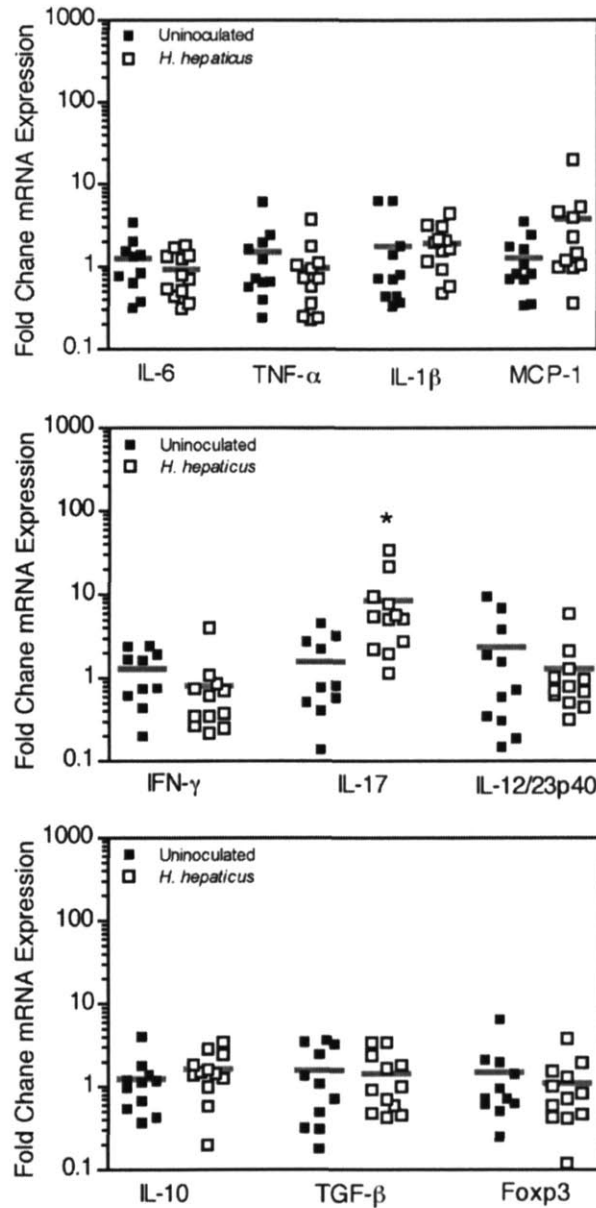 Fold Chane mRNA Expression
1000
100
10
1
0.1
Uninoculated
H. hepaticus
IL-6 TNF-α IL-1β MCP-1
Fold Chane mRNA Expression
1000
100
10
1
0.1
Uninoculated
H. hepaticus
*
IFN-γ IL-17 IL-12/23p40
Fold Chane mRNA Expression
1000
100
10
1
0.1
Uninoculated
H. hepaticus
IL-10 TGF-β Foxp3